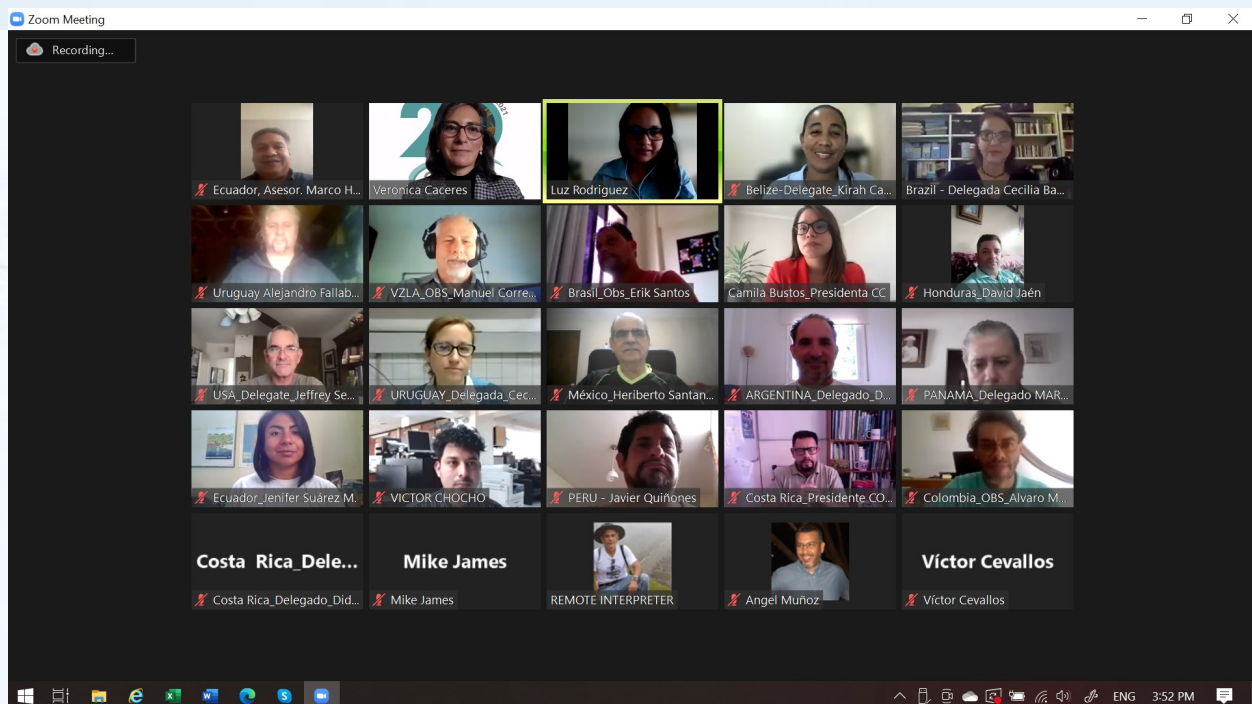 Zoom Meeting
Recording...
20
2021
Ecuador, Asesor. Marco H...
Veronica Caceres
Luz Rodriguez
Belize-Delegate_Kirah Ca...
Brazil - Delegada Cecilia Ba...
Uruguay Alejandro Fallab...
VZLA_OBS_Manuel Corre...
Brasil_Obs_Erik Santos
Camila Bustos_Presidenta CC
Honduras_David Jaén
USA_Delegate_Jeffrey Se...
URUGUAY_Delegada_Cec...
México_Heriberto Santan...
ARGENTINA_Delegado_D...
PANAMA_Delegado MAR...
Ecuador_Jenifer Suárez M.
VICTOR CHOCHO
PERU - Javier Quiñones
Costa Rica_Presidente CO...
Colombia_OBS_Alvaro M...
Costa Rica_Dele...
Mike James
Víctor Cevallos
Costa Rica_Delegado_Did...
Mike James
REMOTE INTERPRETER
Angel Muñoz
Víctor Cevallos
ENG
3:52 PM